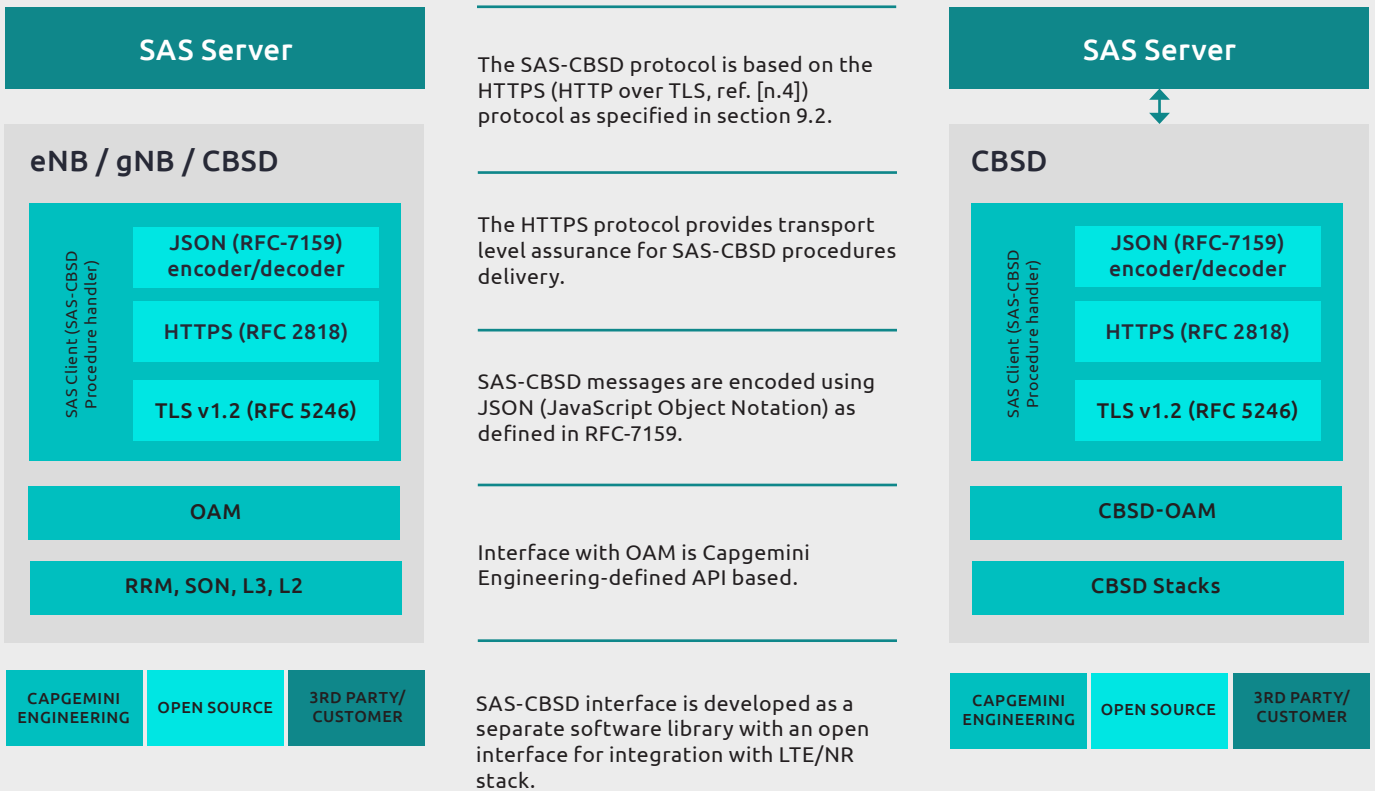 SAS Server
eNB / gNB / CBSD
SAS Client (SAS-CBSD
Procedure handler)
JSON (RFC-7159)
encoder/decoder
HTTPS (RFC 2818)
TLS v1.2 (RFC 5246)
OAM
RRM, SON, L3, L2
CAPGEMINI
ENGINEERING
OPEN SOURCE
3RD PARTY/
CUSTOMER
The SAS-CBSD protocol is based on the
HTTPS (HTTP over TLS, ref. [n.4])
protocol as specified in section 9.2.
The HTTPS protocol provides transport
level assurance for SAS-CBSD procedures
delivery.
SAS-CBSD messages are encoded using
JSON (JavaScript Object Notation) as
defined in RFC-7159.
Interface with OAM is Capgemini
Engineering-defined API based.
SAS-CBSD interface is developed as a
separate software library with an open
interface for integration with LTE/NR
stack.
SAS Server
CBSD
SAS Client (SAS-CBSD
Procedure handler)
JSON (RFC-7159)
encoder/decoder
HTTPS (RFC 2818)
TLS v1.2 (RFC 5246)
CBSD-OAM
CBSD Stacks
CAPGEMINI
ENGINEERING
OPEN SOURCE
3RD PARTY/
CUSTOMER